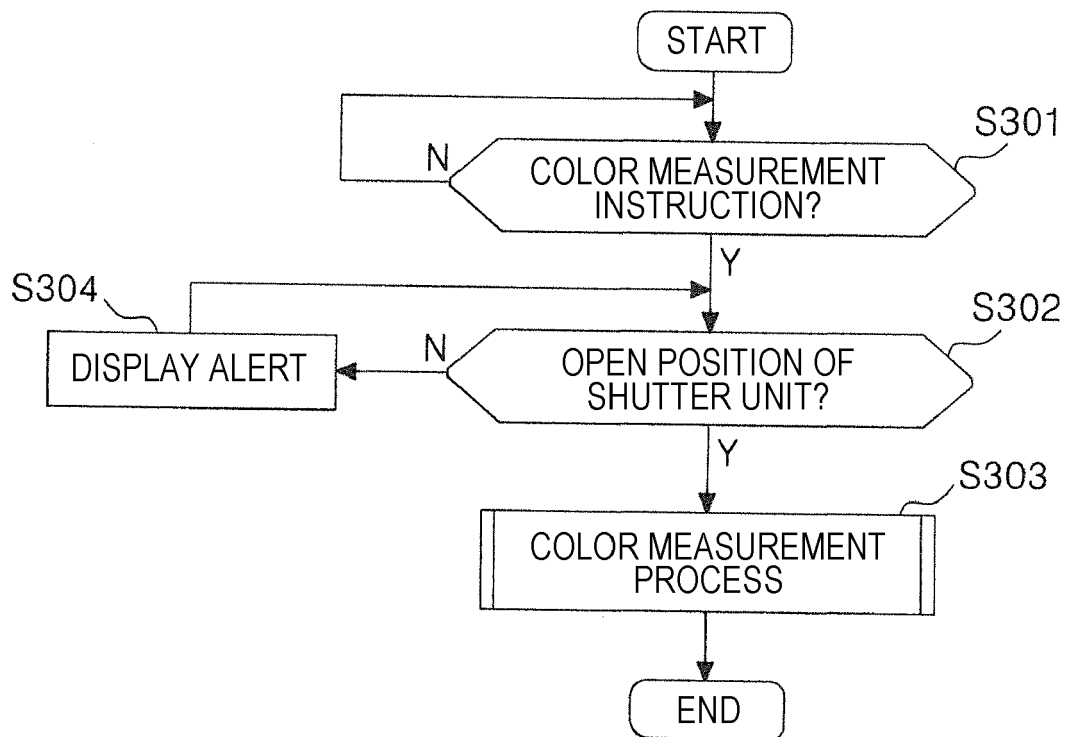 START
S301
N
COLOR MEASUREMENT
INSTRUCTION?
Y
S304
S302
DISPLAY ALERT
N
OPEN POSITION OF
SHUTTER UNIT?
Y
S303
COLOR MEASUREMENT
PROCESS
END